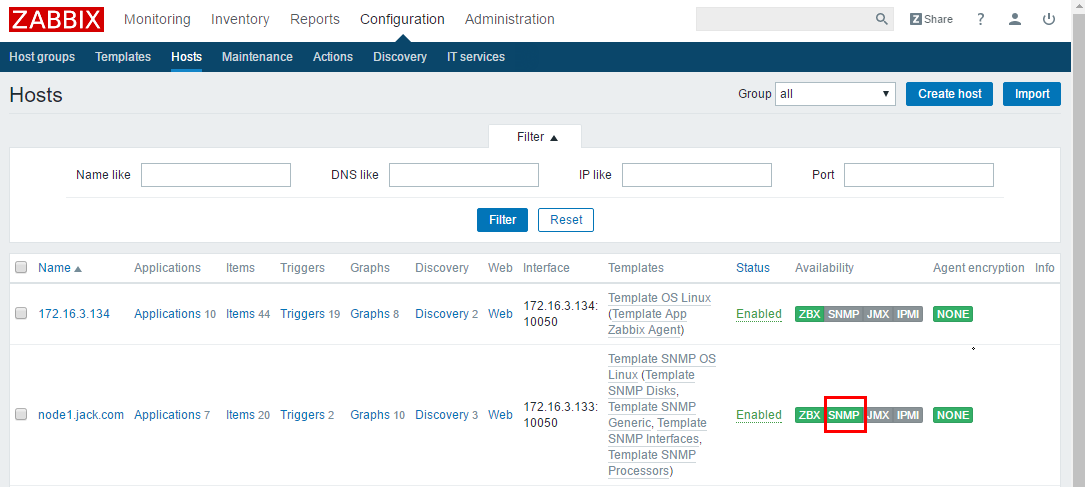 ZABBIX Monitoring Inventory Reports Configuration Administration Z Share ?
Host groups Templates Hosts Maintenance Actions Discovery IT services
Hosts Group all Create host Import
Filter
Name like DNS like IP like Port
Filter Reset
Name Applications Items Triggers Graphs Discovery Web Interface Templates Status Availability Agent encryption Info
172.16.3.134 Applications 10 Items 44 Triggers 19 Graphs 8 Discovery 2 Web 172.16.3.134: 10050 Template OS Linux (Template App Zabbix Agent) Enabled ZBX SNMP JMX IPMI NONE
node1.jack.com Applications 7 Items 20 Triggers 2 Graphs 10 Discovery 3 Web 172.16.3.133: 10050 Template SNMP OS Linux (Template SNMP Disks, Template SNMP Generic, Template SNMP Interfaces, Template SNMP Processors) Enabled ZBX SNMP JMX IPMI NONE